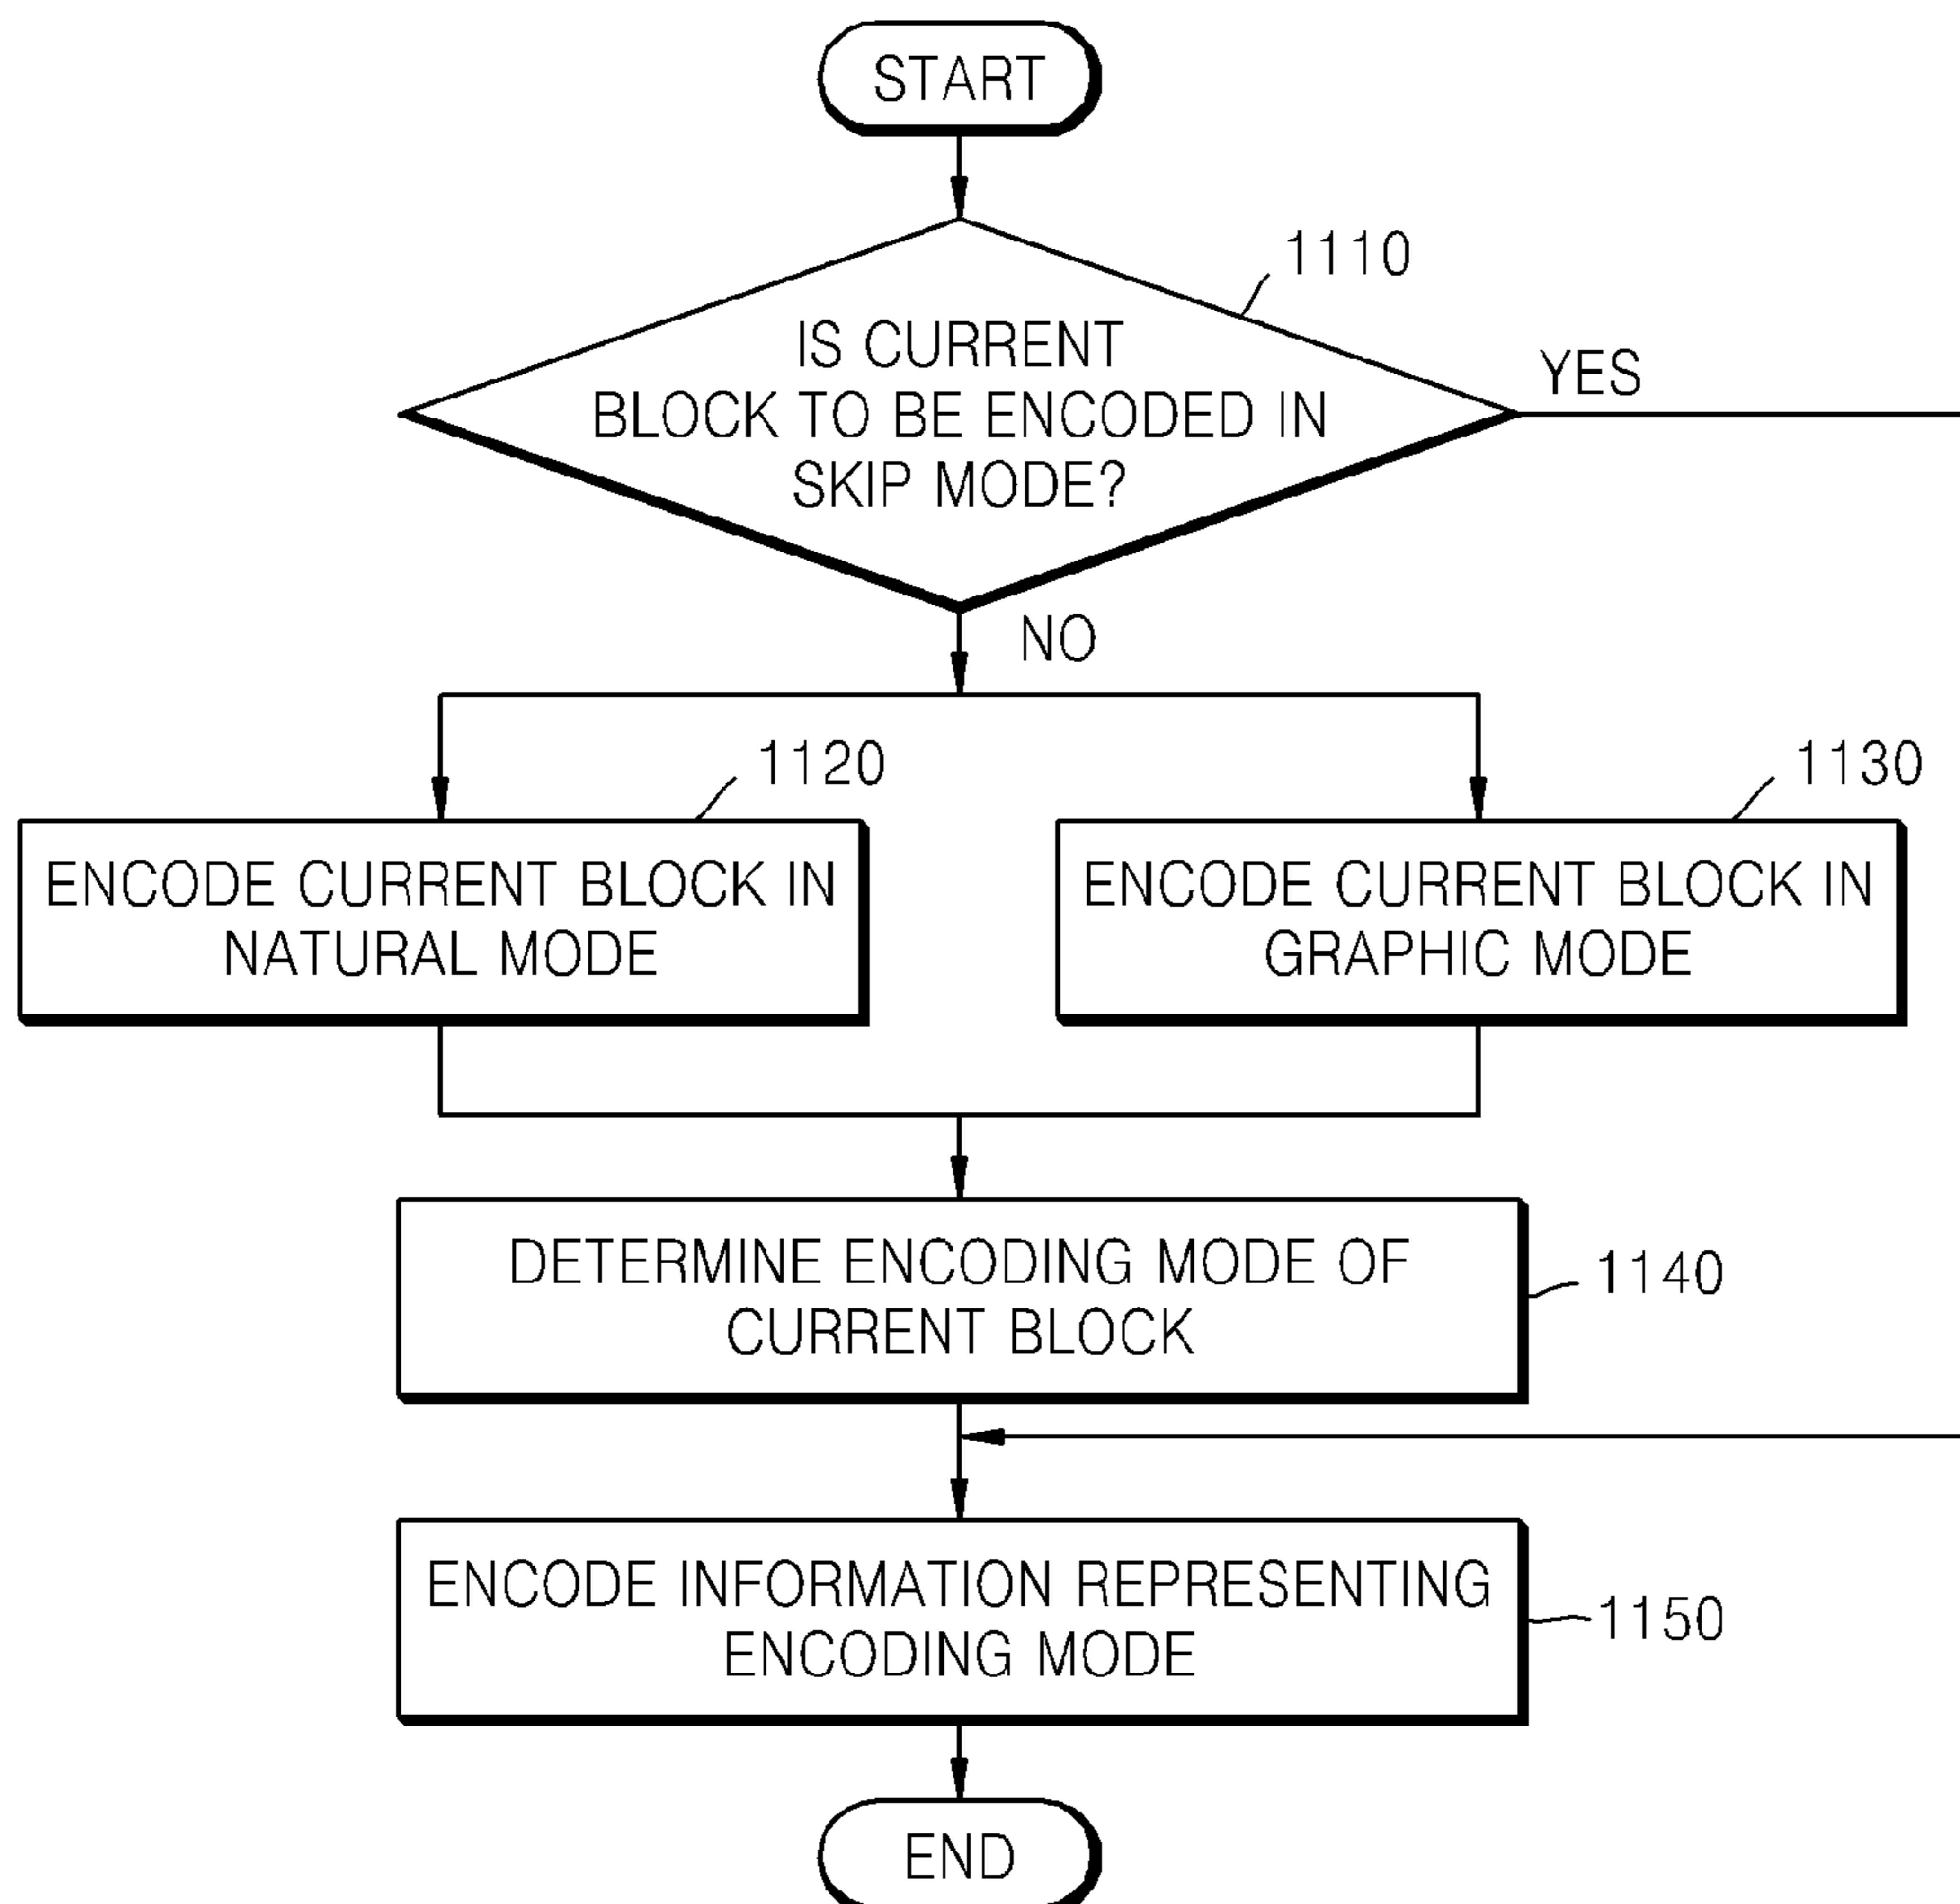 START
1110
IS CURRENT
BLOCK TO BE ENCODED IN
SKIP MODE?
YES
NO
1120
ENCODE CURRENT BLOCK IN
NATURAL MODE
1130
ENCODE CURRENT BLOCK IN
GRAPHIC MODE
DETERMINE ENCODING MODE OF
CURRENT BLOCK
1140
ENCODE INFORMATION REPRESENTING
ENCODING MODE
1150
END